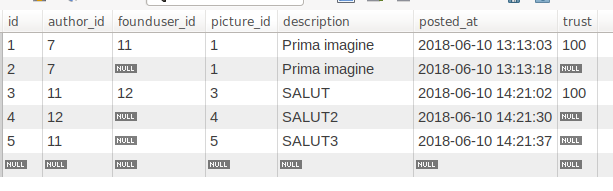 id author_id founduser_id picture_id description posted_at trust
1 7 11 1 Prima imagine 2018-06-10 13:13:03 100
2 7 NULL 1 Prima imagine 2018-06-10 13:13:18 NULL
3 11 12 3 SALUT 2018-06-10 14:21:02 100
4 12 NULL 4 SALUT2 2018-06-10 14:21:30 NULL
5 11 NULL 5 SALUT3 2018-06-10 14:21:37 NULL
NULL NULL NULL NULL NULL NULL NULL